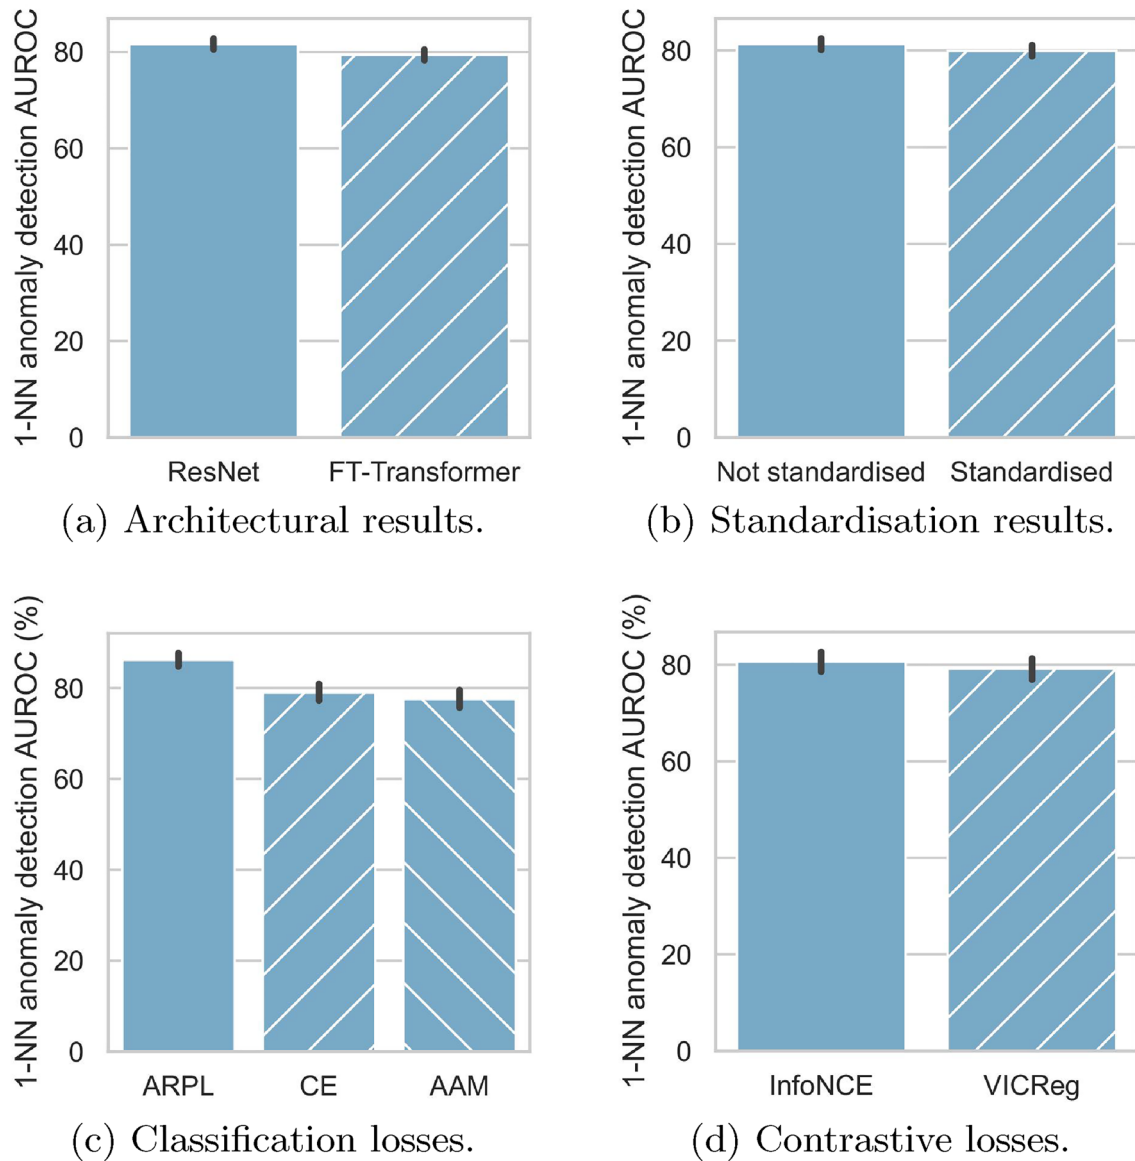 1-NN anomaly detection AUROC
80
60
40
20
0
ResNet
FT-Transformer
(a) Architectural results.
1-NN anomaly detection AUROC
80
60
40
20
0
Not standardised
Standardised
(b) Standardisation results.
1-NN anomaly detection AUROC (%)
80
60
40
20
0
ARPL
CE
AAM
(c) Classification losses.
1-NN anomaly detection AUROC (%)
80
60
40
20
0
InfoNCE
VICReg
(d) Contrastive losses.